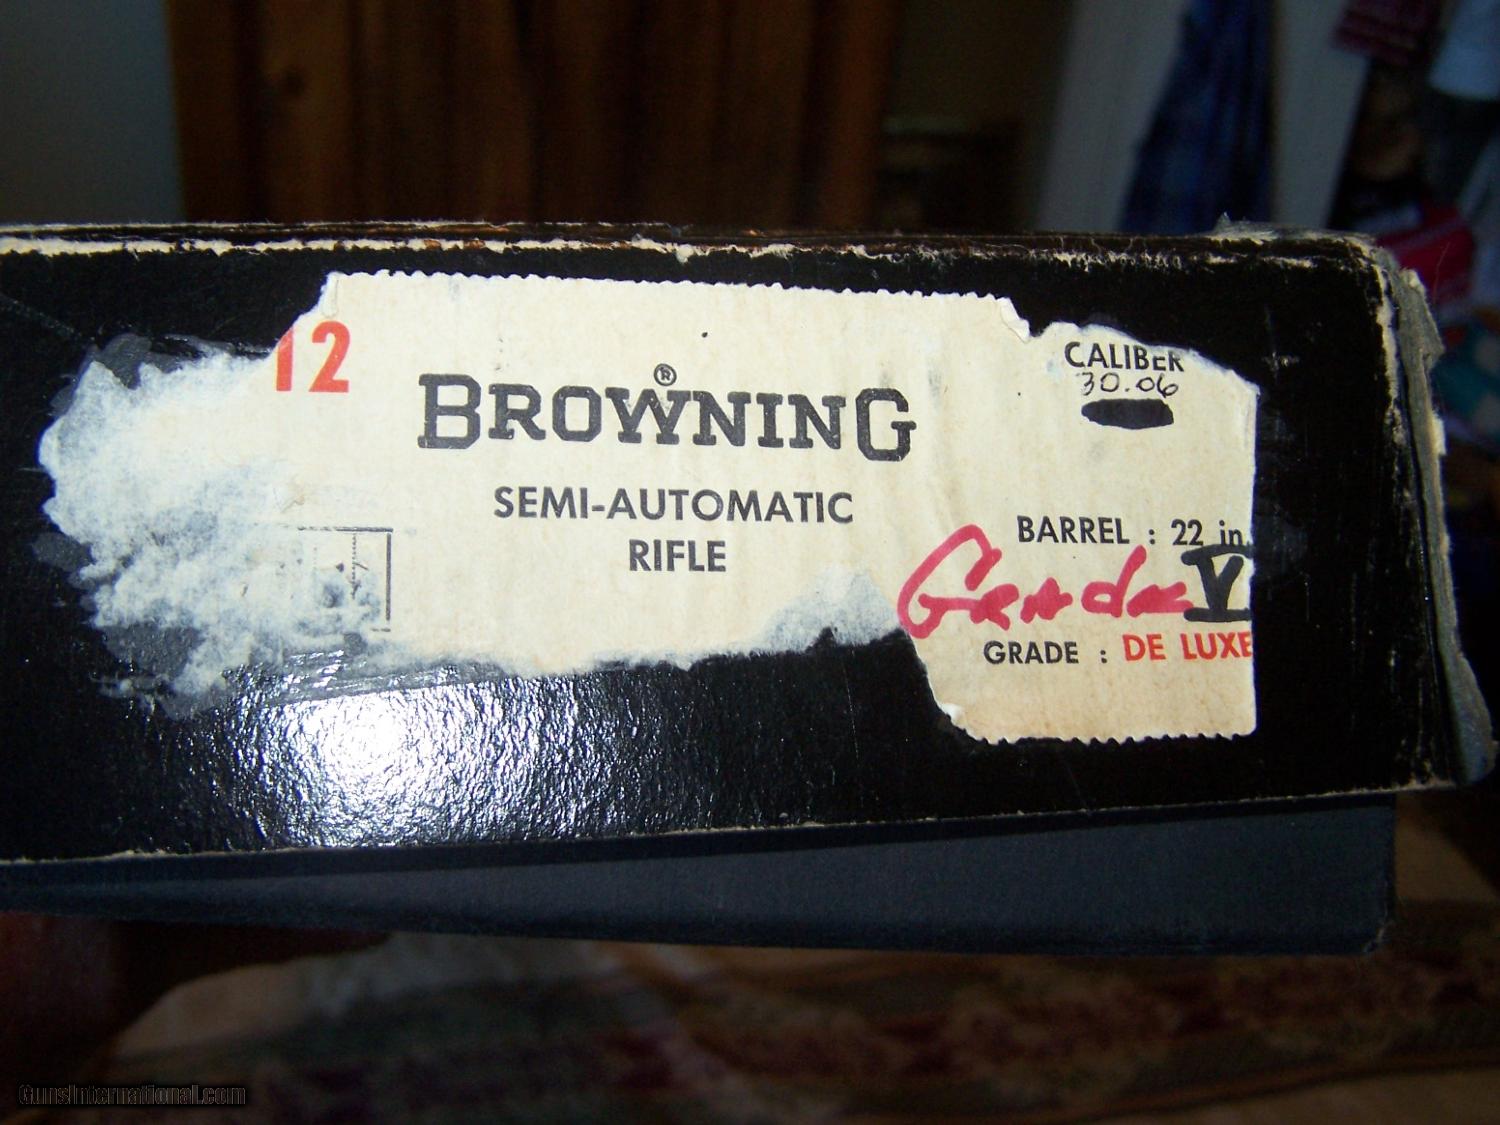 12
BROWNING®
SEMI-AUTOMATIC
RIFLE
CALIBER
30.06
BARREL : 22 in.
Grade V
GRADE : DE LUXE
GunsInternational.com